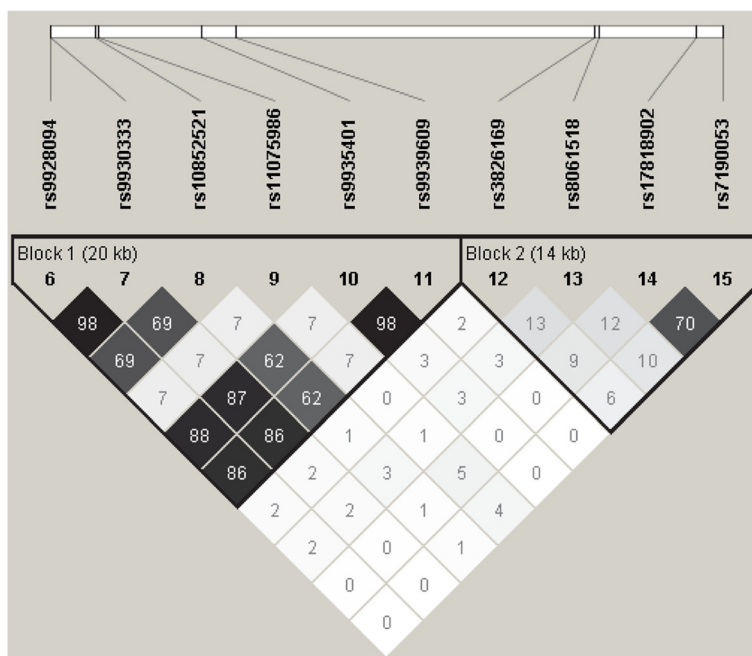 rs9928094
rs9930333
rs10852521
rs11075986
rs9935401
rs9939609
rs3826169
rs8061518
rs17818902
rs7190053
Block 1 (20 kb) Block 2 (14 kb)
6 7 8 9 10 11 12 13 14 15
98 69 7 7 98 2 13 12 70
69 7 62 7 3 3 9 10
7 87 62 0 3 0 6
88 86 1 1 0 0
86 2 3 5 0
2 2 1 4
2 0 1
0 0
0